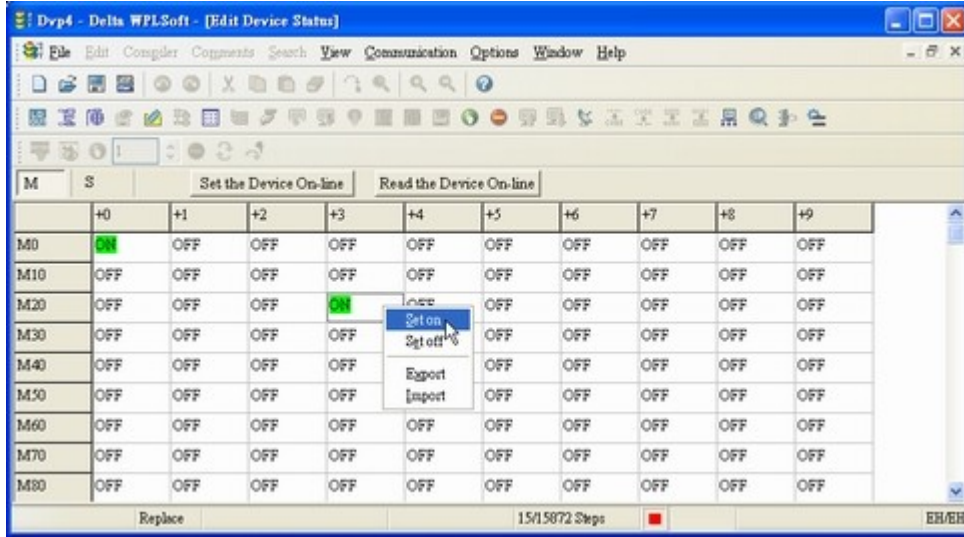 Dvp4 - Delta WPLSoft - [Edit Device Status]
File Edit Compiler Comments Search View Communication Options Window Help
1
M S Set the Device On-line Read the Device On-line
+0 +1 +2 +3 +4 +5 +6 +7 +8 +9
M0 ON OFF OFF OFF OFF OFF OFF OFF OFF OFF
M10 OFF OFF OFF OFF OFF OFF OFF OFF OFF OFF
M20 OFF OFF OFF ON OFF OFF OFF OFF OFF OFF
Set on
M30 OFF OFF OFF OFF Set off OFF OFF OFF OFF OFF
M40 OFF OFF OFF OFF Export OFF OFF OFF OFF OFF
M50 OFF OFF OFF OFF Import OFF OFF OFF OFF OFF
M60 OFF OFF OFF OFF OFF OFF OFF OFF OFF OFF
M70 OFF OFF OFF OFF OFF OFF OFF OFF OFF OFF
M80 OFF OFF OFF OFF OFF OFF OFF OFF OFF OFF
Replace 15/15872 Steps EH/EH